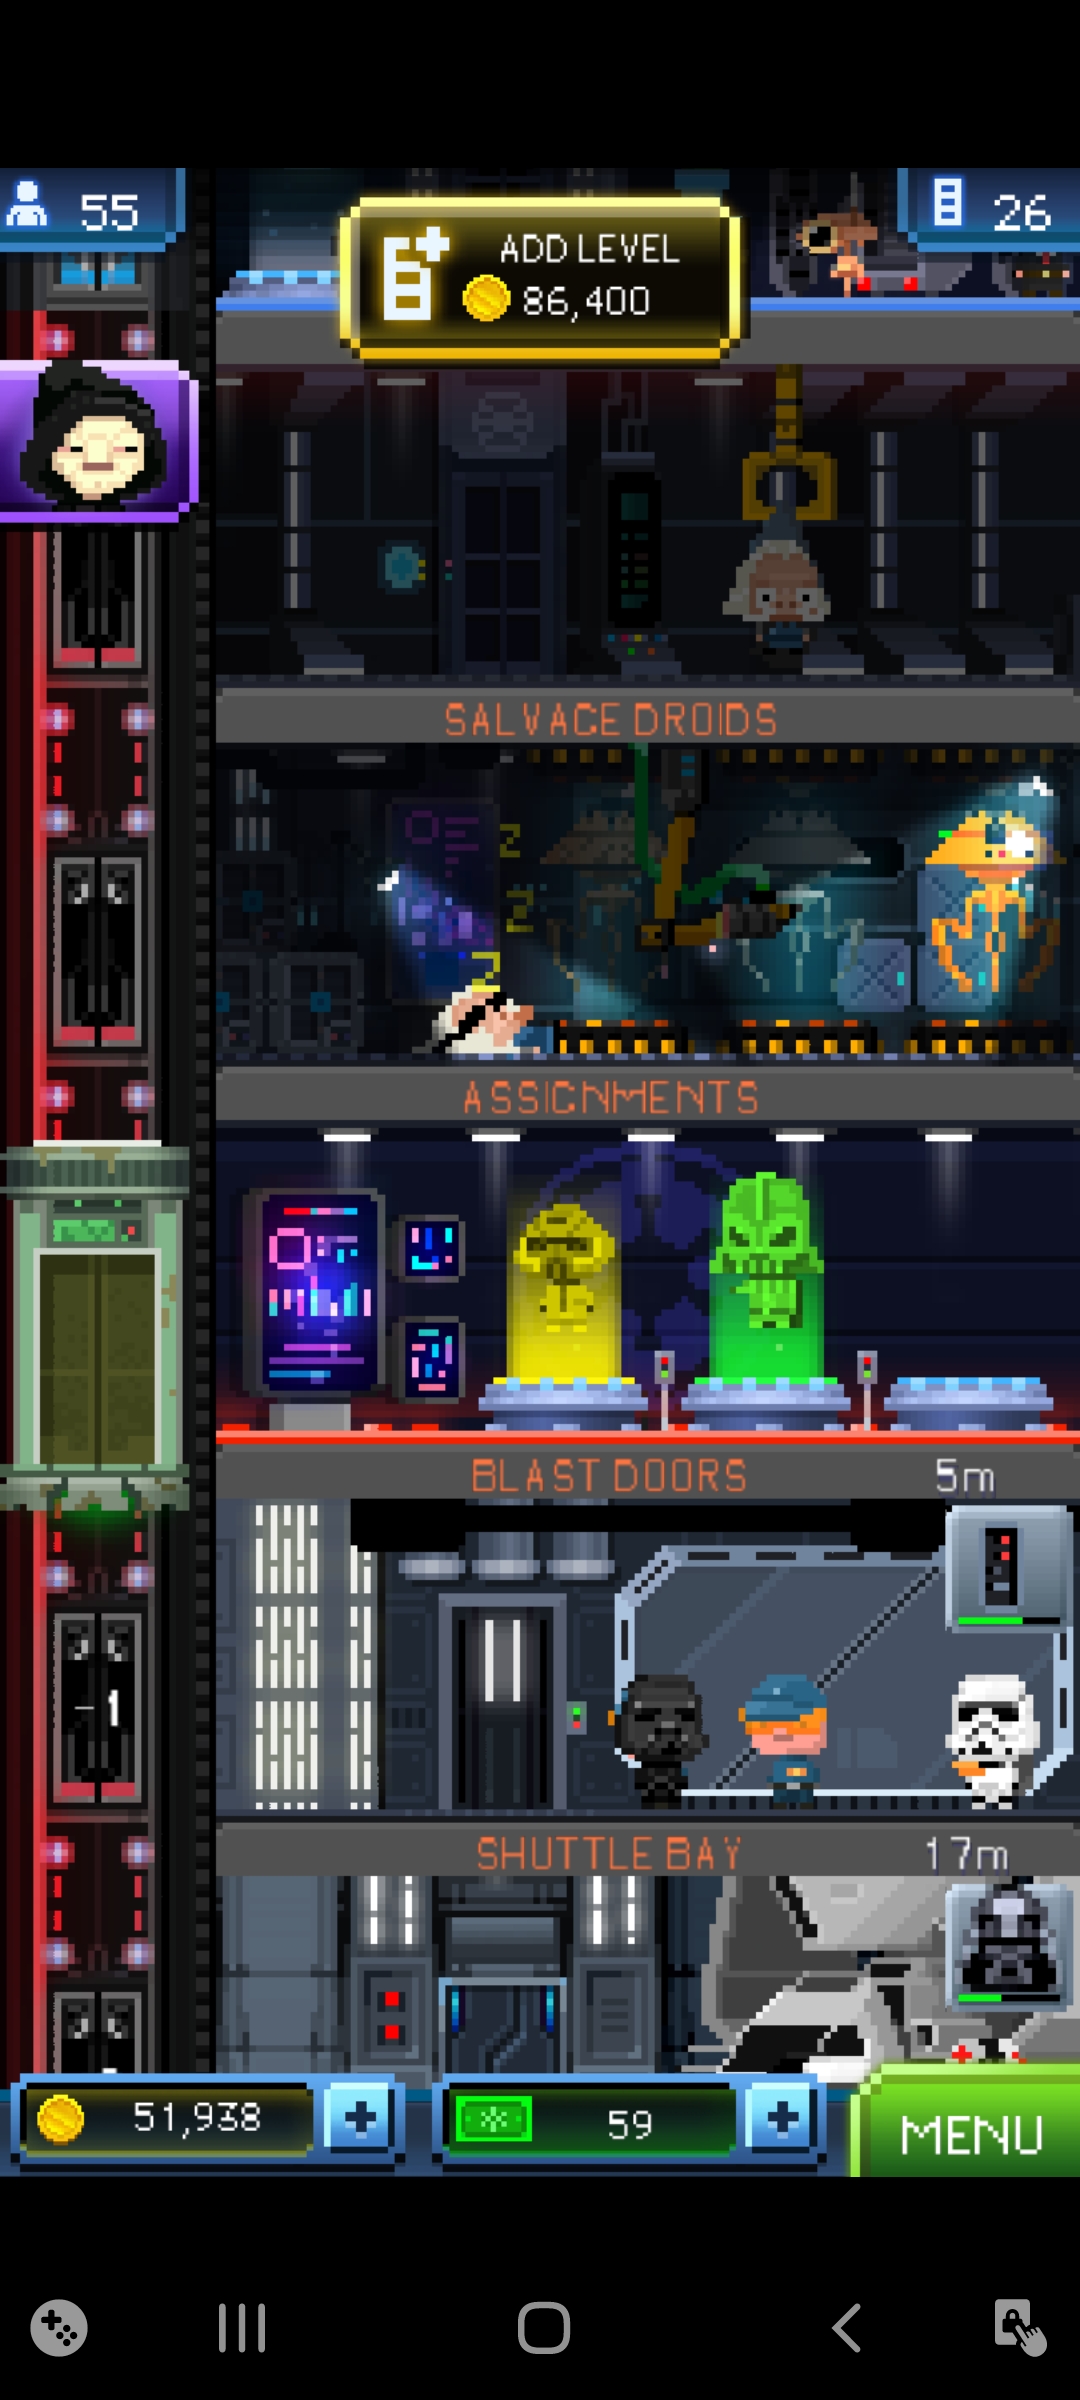 55
ADD LEVEL
86,400
26
SALVAGE DROIDS
Z
Z
Z
ASSIGNMENTS
BLAST DOORS 5m
-1
SHUTTLE BAY 17m
51,938
59
MENU